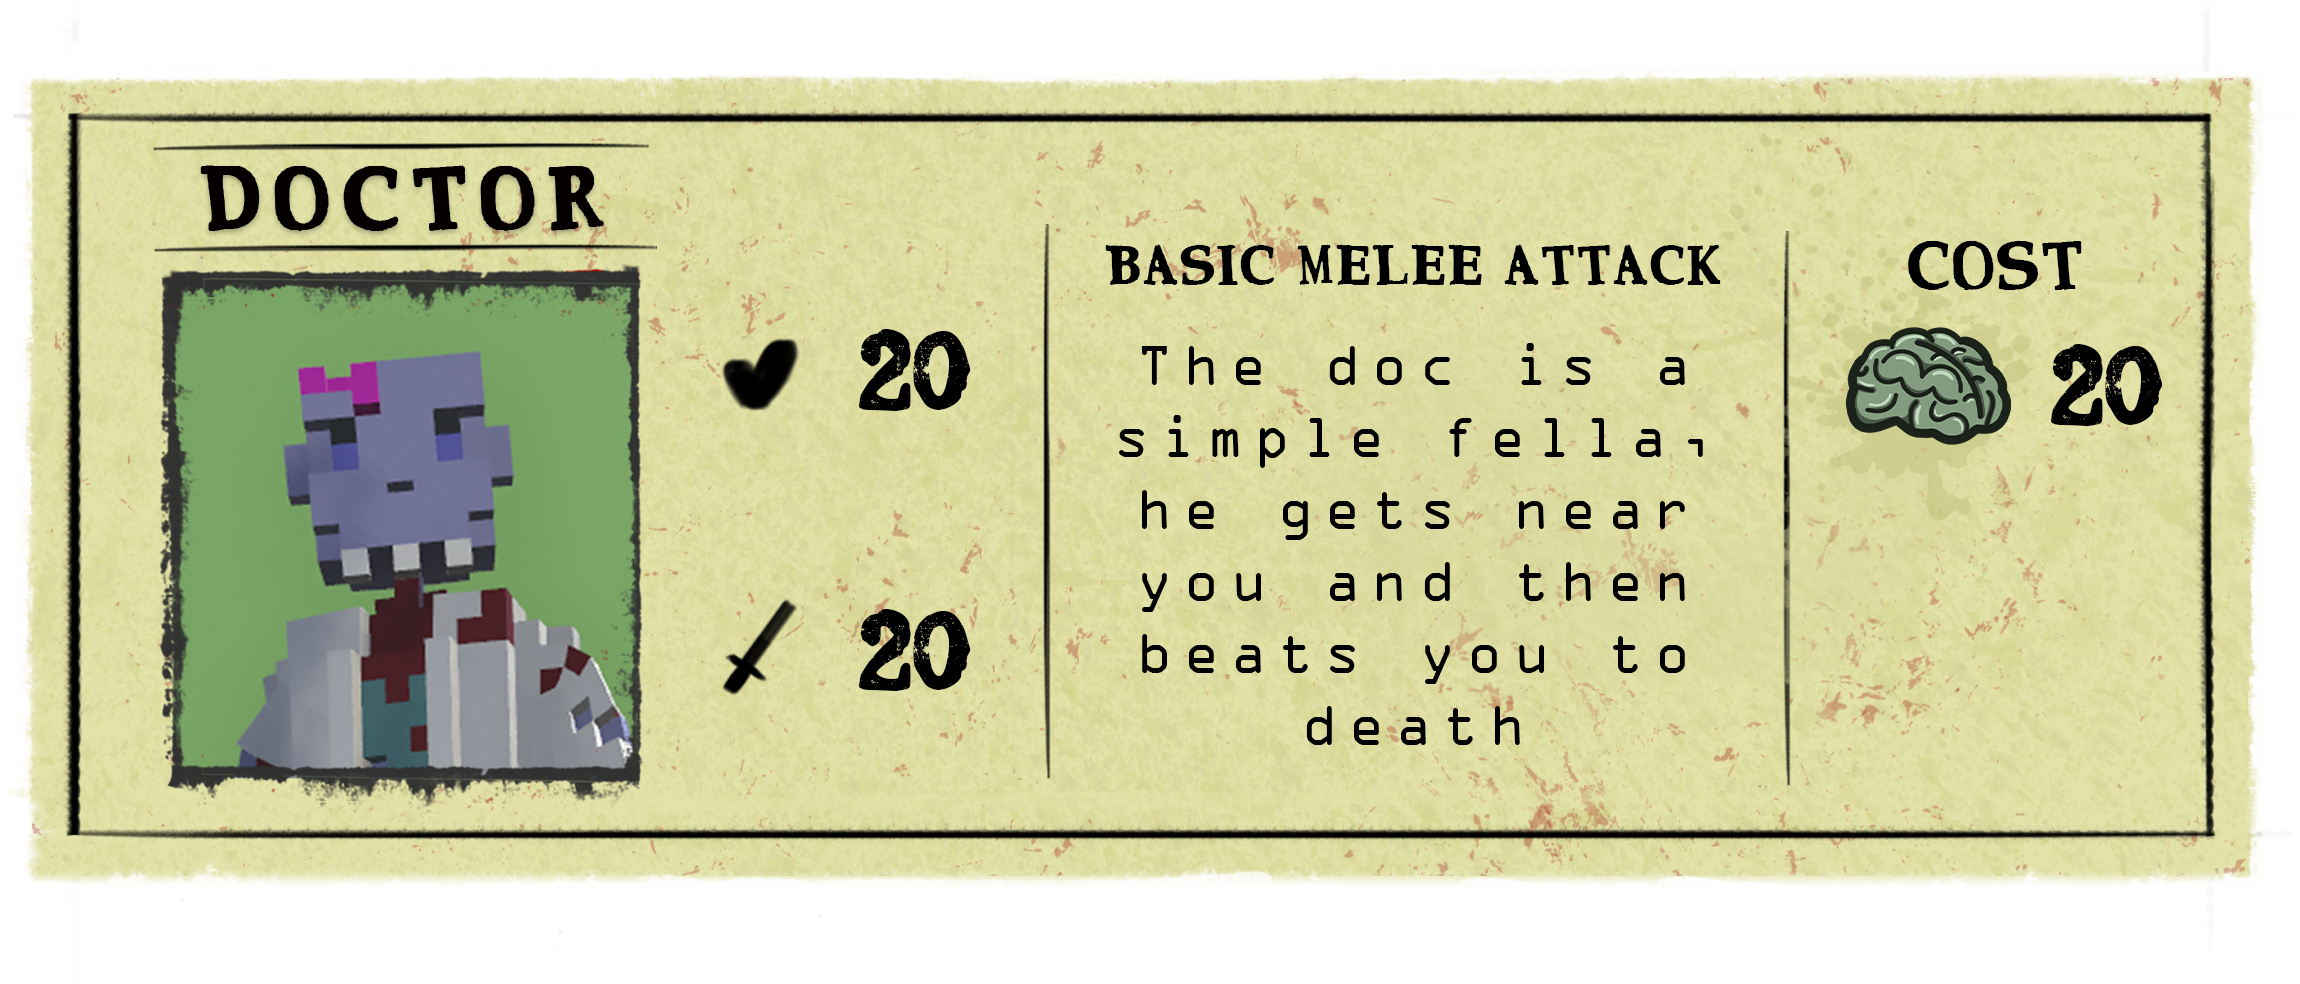 DOCTOR
20
20
BASIC MELEE ATTACK
The doc is a
simple fella,
he gets near
you and then
beats you to
death
COST
20